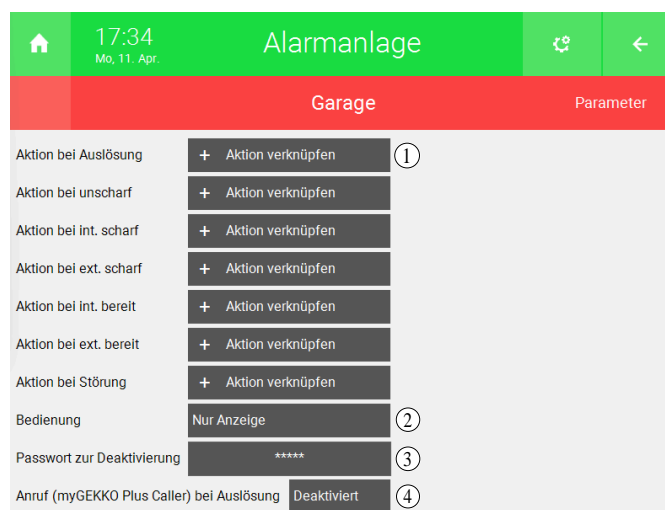 17:34
Mo, 11. Apr.
Alarmanlage
Garage
Parameter
Aktion bei Auslösung + Aktion verknüpfen 1
Aktion bei unscharf + Aktion verknüpfen
Aktion bei int. scharf + Aktion verknüpfen
Aktion bei ext. scharf + Aktion verknüpfen
Aktion bei int. bereit + Aktion verknüpfen
Aktion bei ext. bereit + Aktion verknüpfen
Aktion bei Störung + Aktion verknüpfen
Bedienung Nur Anzeige 2
Passwort zur Deaktivierung ***** 3
Anruf (myGEKKO Plus Caller) bei Auslösung Deaktiviert 4